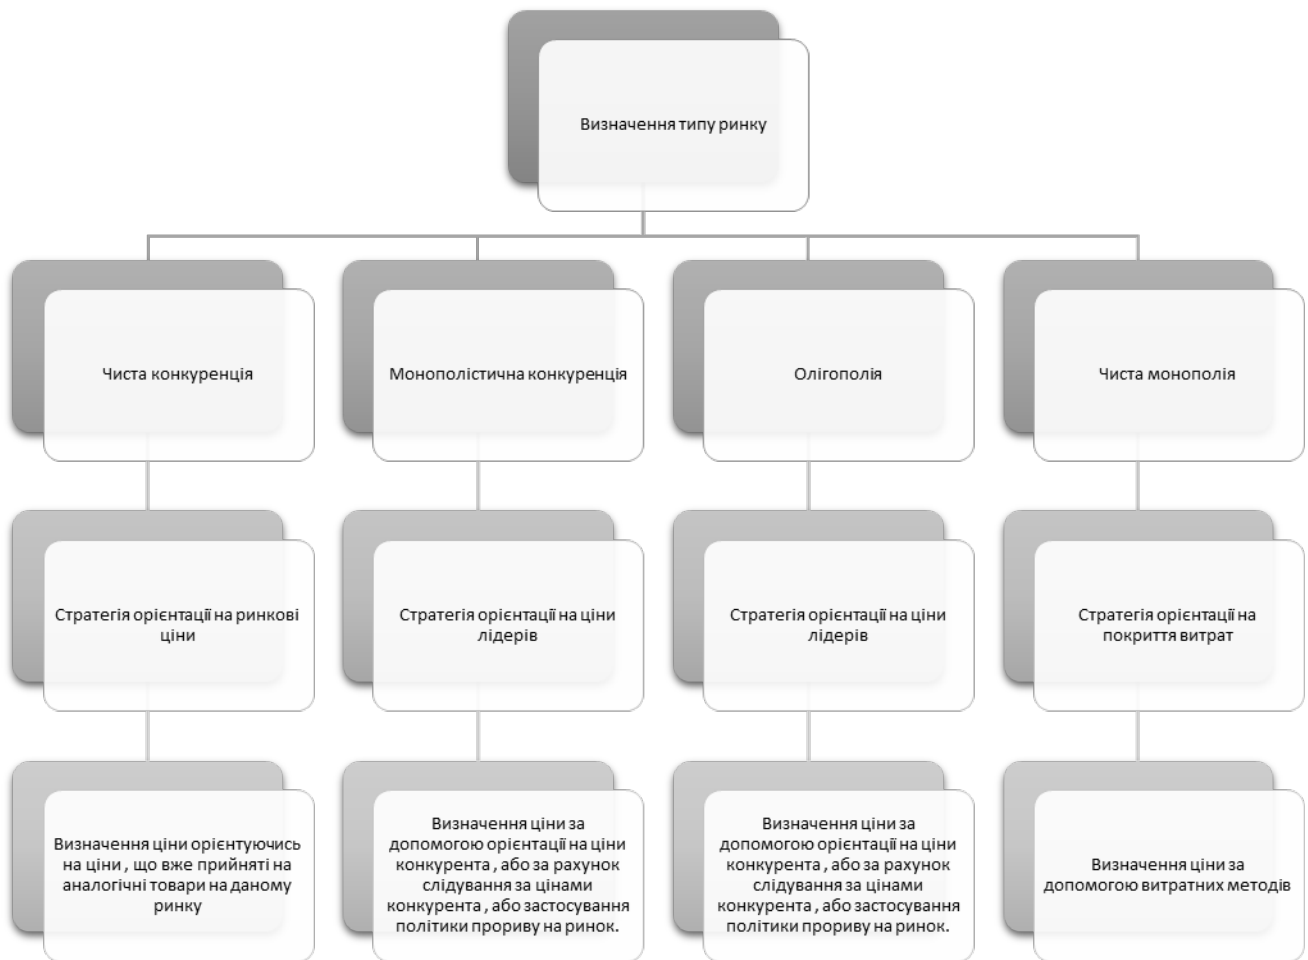 Визначення типу ринку
Чиста конкуренція
Монополістична конкуренція
Олігополія
Чиста монополія
Стратегія орієнтації на ринкові
ціни
Стратегія орієнтації на ціни
лідерів
Стратегія орієнтації на ціни
лідерів
Стратегія орієнтації на
покриття витрат
Визначення ціни орієнтуючись
на ціни , що вже прийняті на
аналогічні товари на даному
ринку
Визначення ціни за
допомогою орієнтації на ціни
конкурента , або за рахунок
слідування за цінами
конкурента , або застосування
політики прориву на ринок.
Визначення ціни за
допомогою орієнтації на ціни
конкурента , або за рахунок
слідування за цінами
конкурента , або застосування
політики прориву на ринок.
Визначення ціни за
допомогою витратних методів